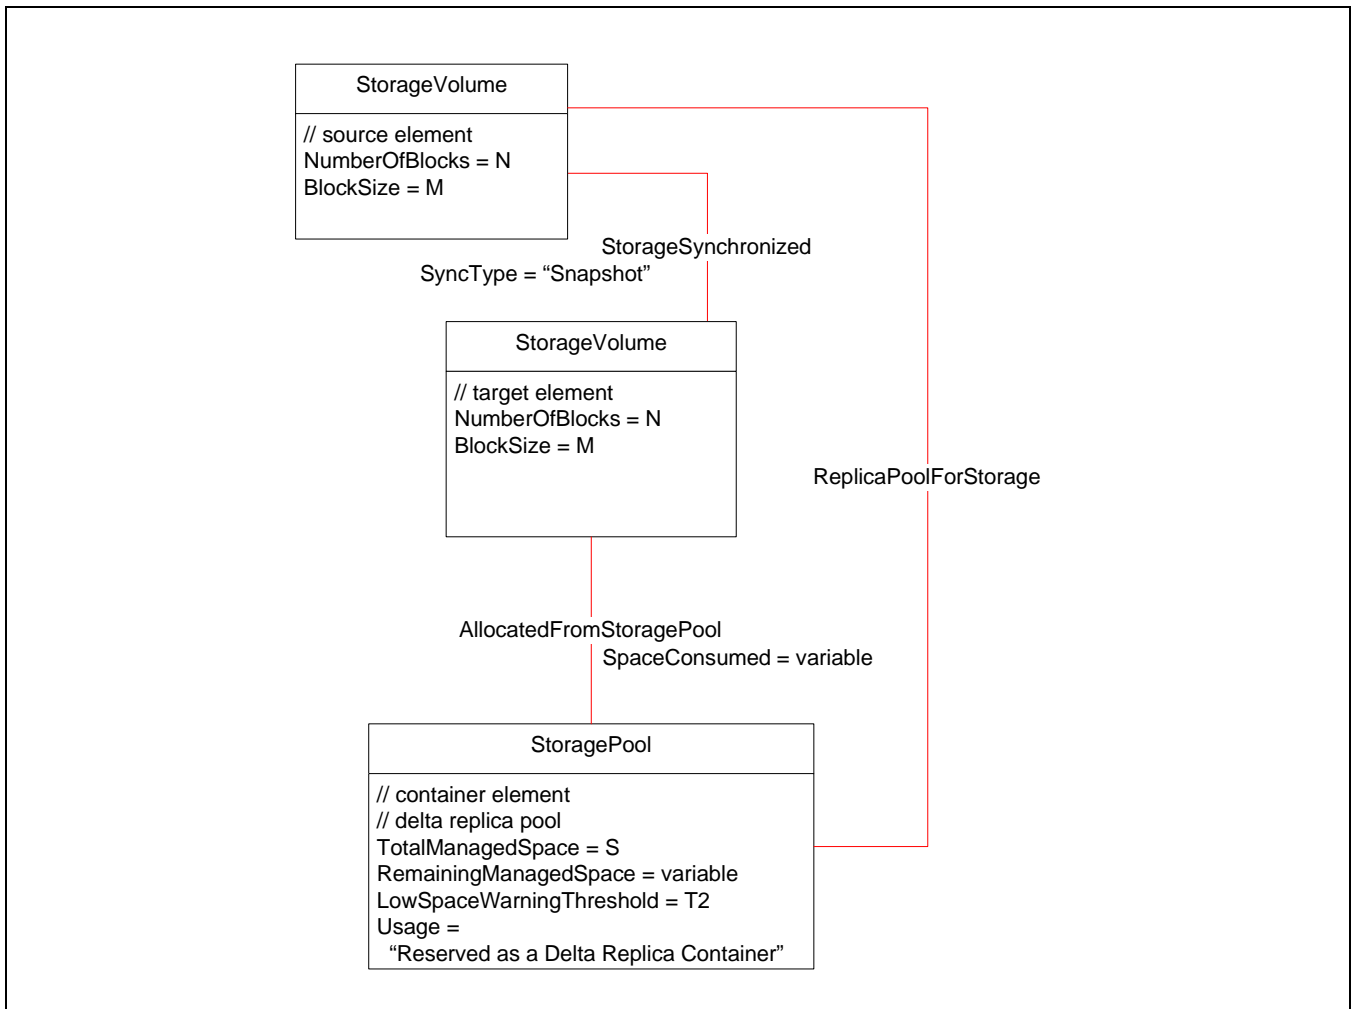 StorageVolume
// source element
NumberOfBlocks = N
BlockSize = M
StorageSynchronized
SyncType = “Snapshot”
StorageVolume
// target element
NumberOfBlocks = N
BlockSize = M
ReplicaPoolForStorage
AllocatedFromStoragePool
SpaceConsumed = variable
StoragePool
// container element
// delta replica pool
TotalManagedSpace = S
RemainingManagedSpace = variable
LowSpaceWarningThreshold = T2
Usage =
“Reserved as a Delta Replica Container”